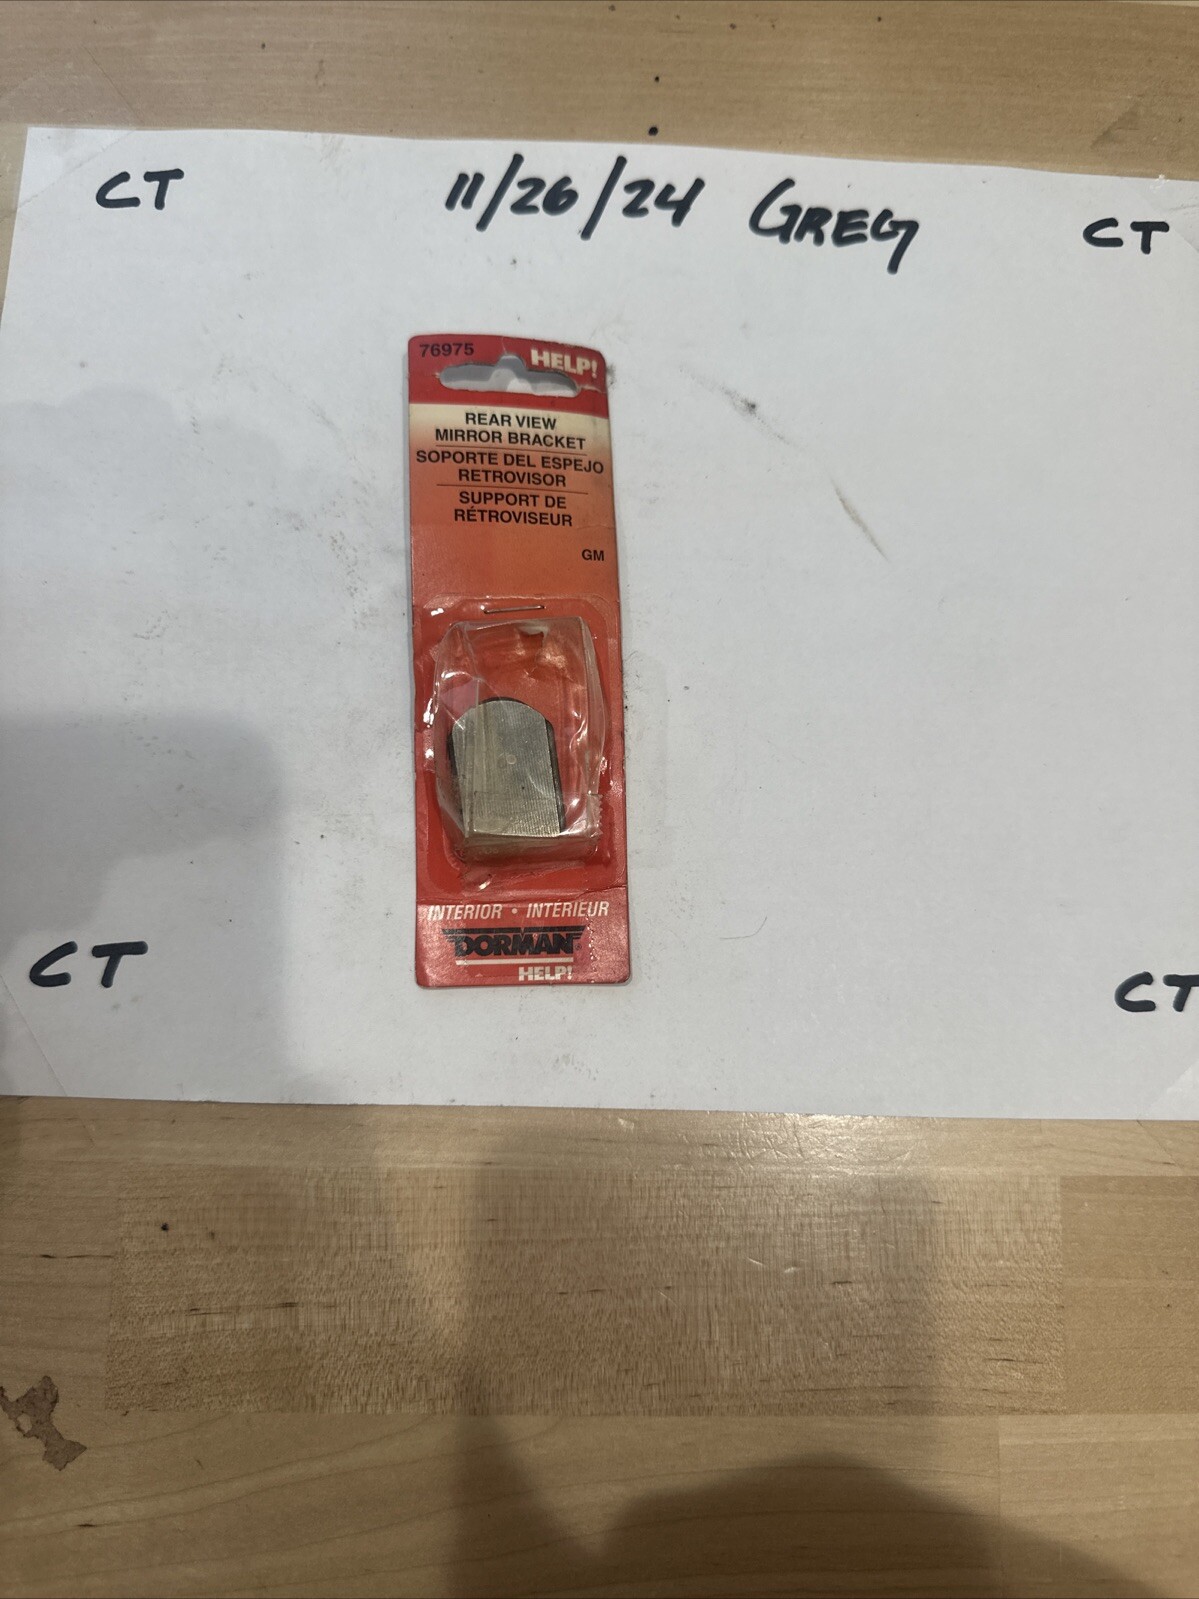 CT 11/26/24 GREG CT
76975 HELP!
REAR VIEW
MIRROR BRACKET
SOPORTE DEL ESPEJO
RETROVISOR
SUPPORT DE
RÉTROVISEUR
GM
INTERIOR • INTÉRIEUR
DORMAN®
HELP!
CT CT